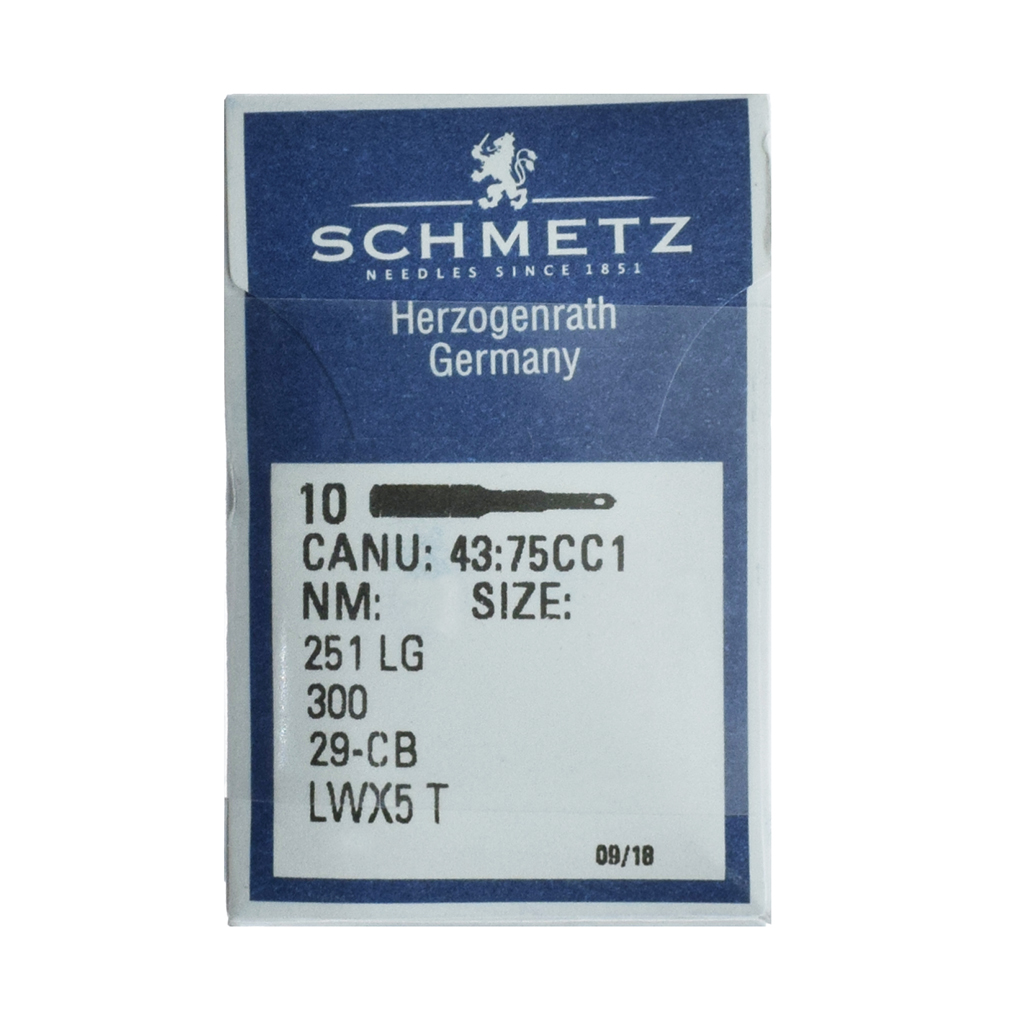 SCHMETZ
NEEDLES SINCE 1851
Herzogenrath
Germany
10
CANU: 43:75CC1
NM: SIZE:
251 LG
300
29-CB
LWX5 T
09/18